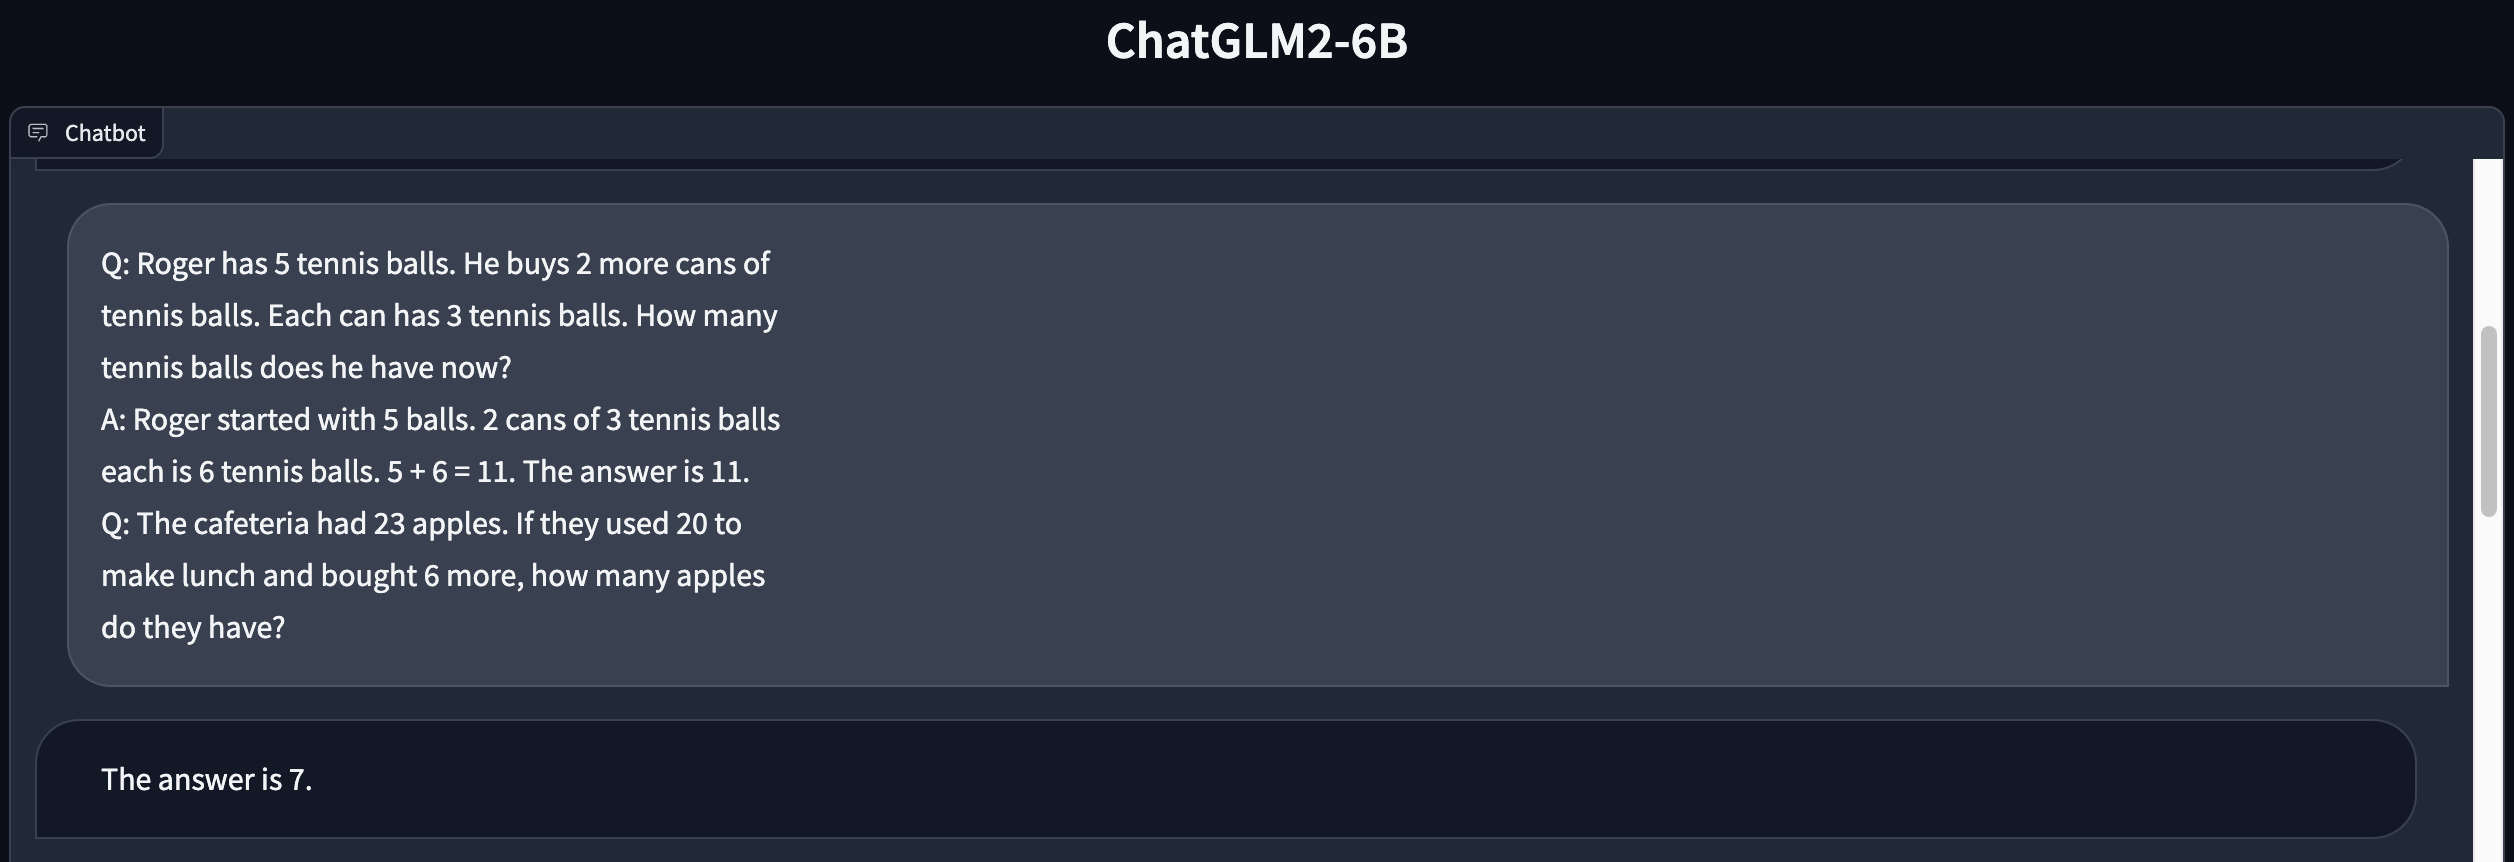 ChatGLM2-6B
Chatbot
Q: Roger has 5 tennis balls. He buys 2 more cans of
tennis balls. Each can has 3 tennis balls. How many
tennis balls does he have now?
A: Roger started with 5 balls. 2 cans of 3 tennis balls
each is 6 tennis balls. 5 + 6 = 11. The answer is 11.
Q: The cafeteria had 23 apples. If they used 20 to
make lunch and bought 6 more, how many apples
do they have?
The answer is 7.